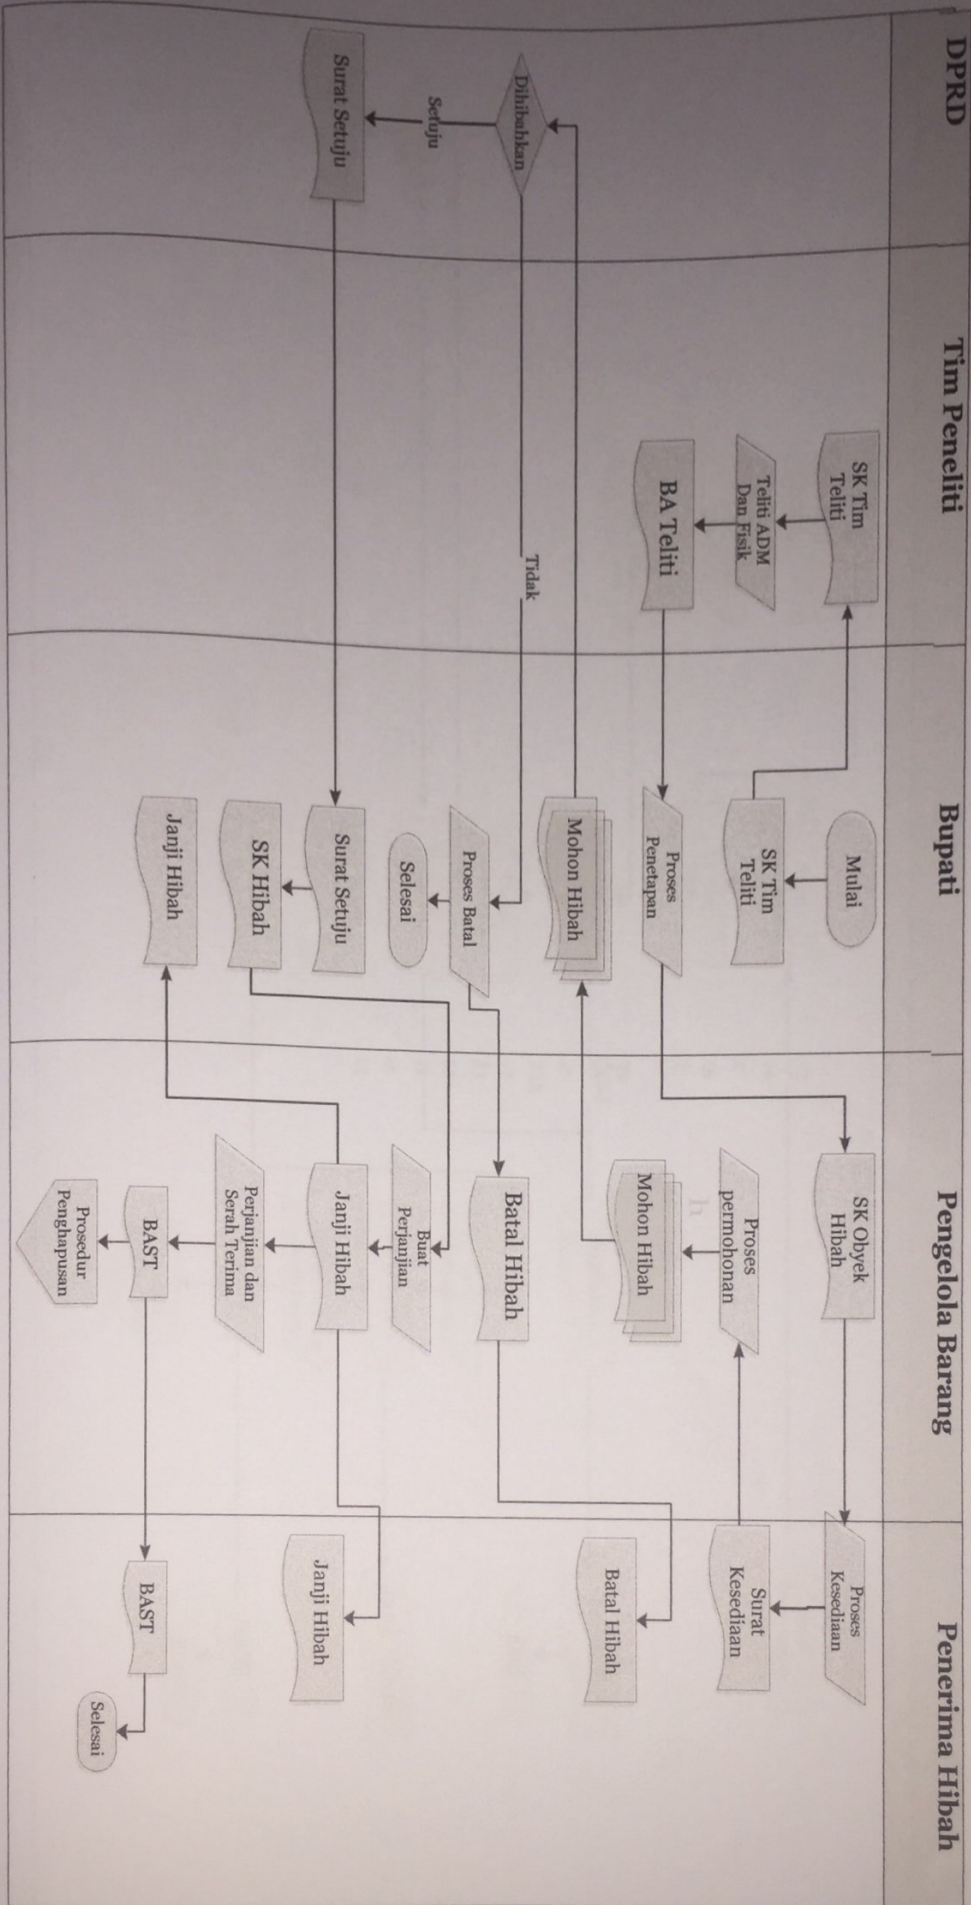 DPRD
Tim Peneliti
Bupati
Pengelola Barang
Penerima Hibah
Mulai
SK Tim
Teliti
SK Tim
Teliti
Teliti ADM
Dan Fisik
BA Teliti
Proses
Penetapan
SK Obyek
Hibah
Proses
Kesediaan
Surat
Kesediaan
Proses
permohonan
Mohon Hibah
Mohon Hibah
Dihibahkan
Tidak
Setuju
Proses Batal
Selesai
Batal Hibah
Batal Hibah
Surat Setuju
Surat Setuju
SK Hibah
Buat
Perjanjian
Janji Hibah
Janji Hibah
Janji Hibah
Perjanjian dan
Serah Terima
BAST
BAST
Prosedur
Penghapusan
Selesai